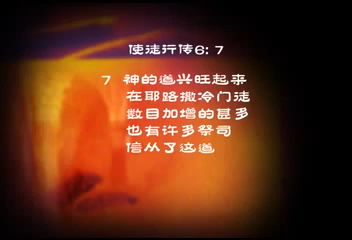 使徒行传6: 7
7 神的道兴旺起来
在耶路撒冷门徒
数目加增的甚多
也有许多祭司
信从了这道